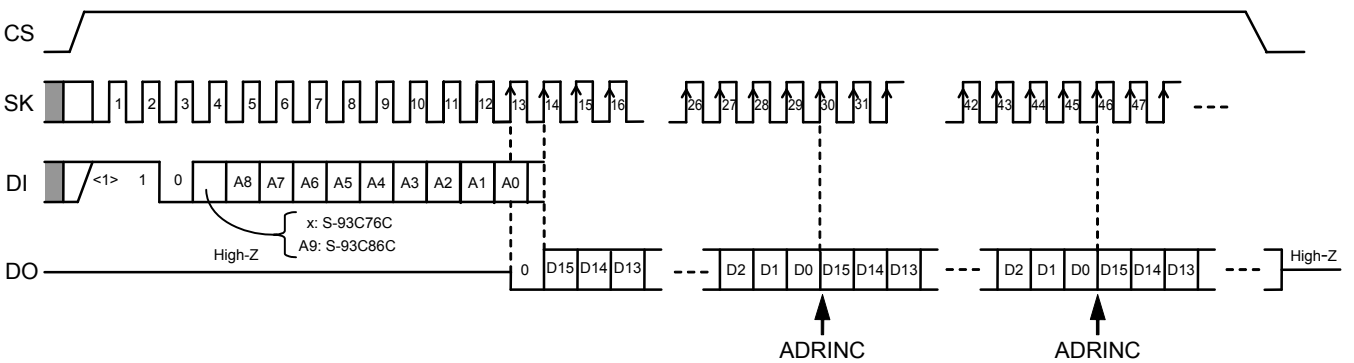 CS
SK 1 2 3 4 5 6 7 8 9 10 11 12 13 14 15 16 26 27 28 29 30 31 42 43 44 45 46 47
DI <1> 1 0 A8 A7 A6 A5 A4 A3 A2 A1 A0
x: S-93C76C
A9: S-93C86C
High-Z
High-Z
DO 0 D15 D14 D13 D2 D1 D0 D15 D14 D13 D2 D1 D0 D15 D14 D13
ADRINC ADRINC